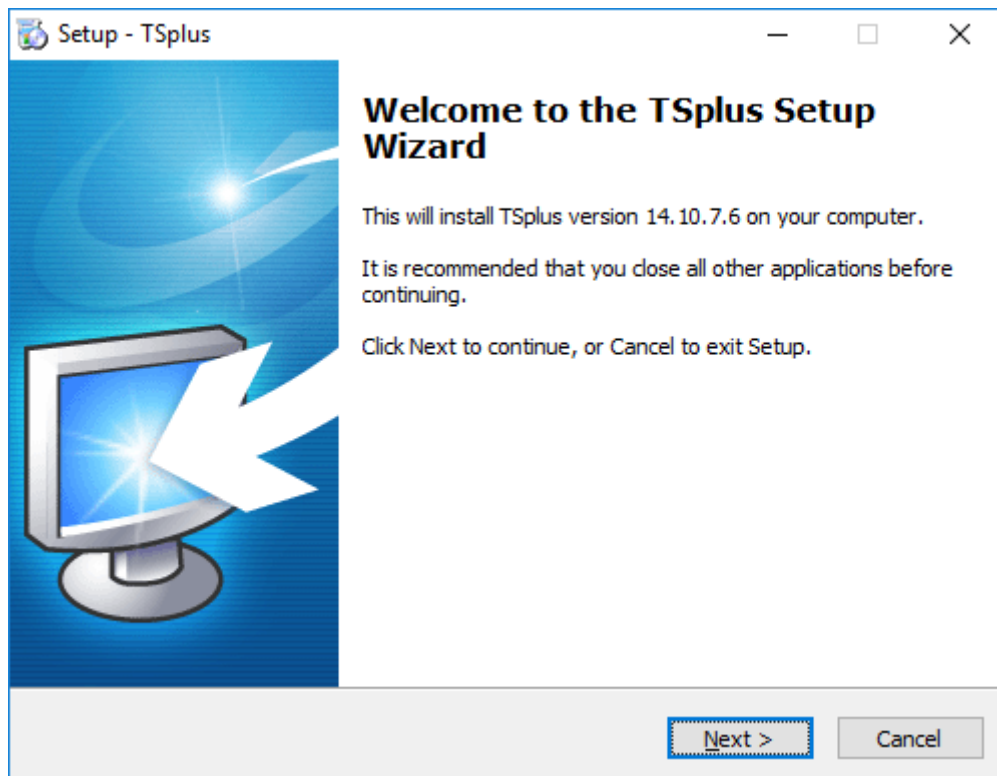 Setup - TSplus
Welcome to the TSplus Setup
Wizard
This will install TSplus version 14.10.7.6 on your computer.
It is recommended that you close all other applications before
continuing.
Click Next to continue, or Cancel to exit Setup.
Next >
Cancel